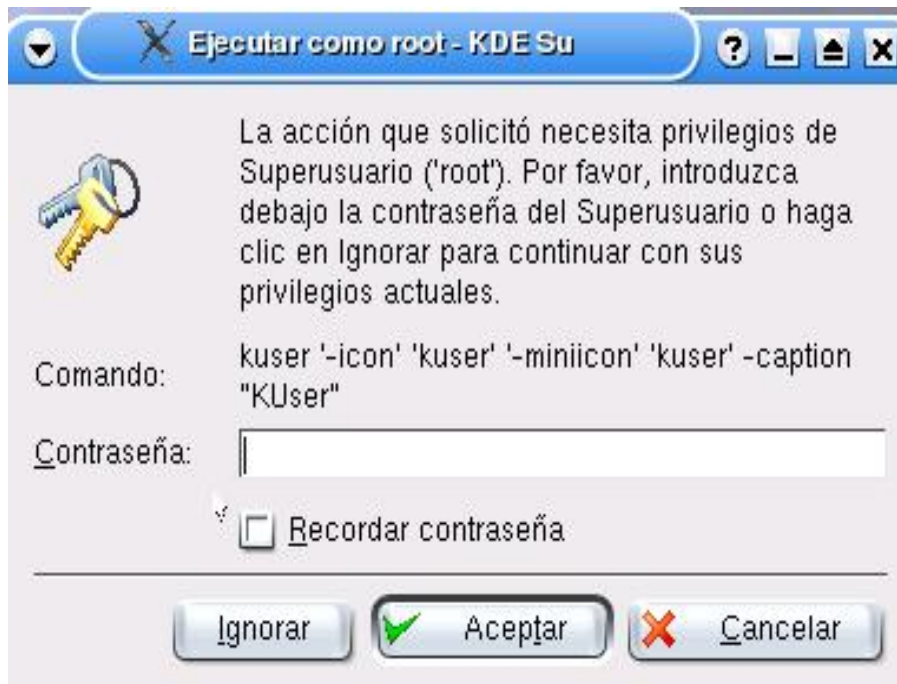 Ejecutar como root - KDE Su
?
La acción que solicitó necesita privilegios de
Superusuario ('root'). Por favor, introduzca
debajo la contraseña del Superusuario o haga
clic en Ignorar para continuar con sus
privilegios actuales.
Comando:
kuser '-icon' 'kuser' '-miniicon' 'kuser' -caption
"KUser"
Contraseña:
Recordar contraseña
Ignorar
Aceptar
Cancelar